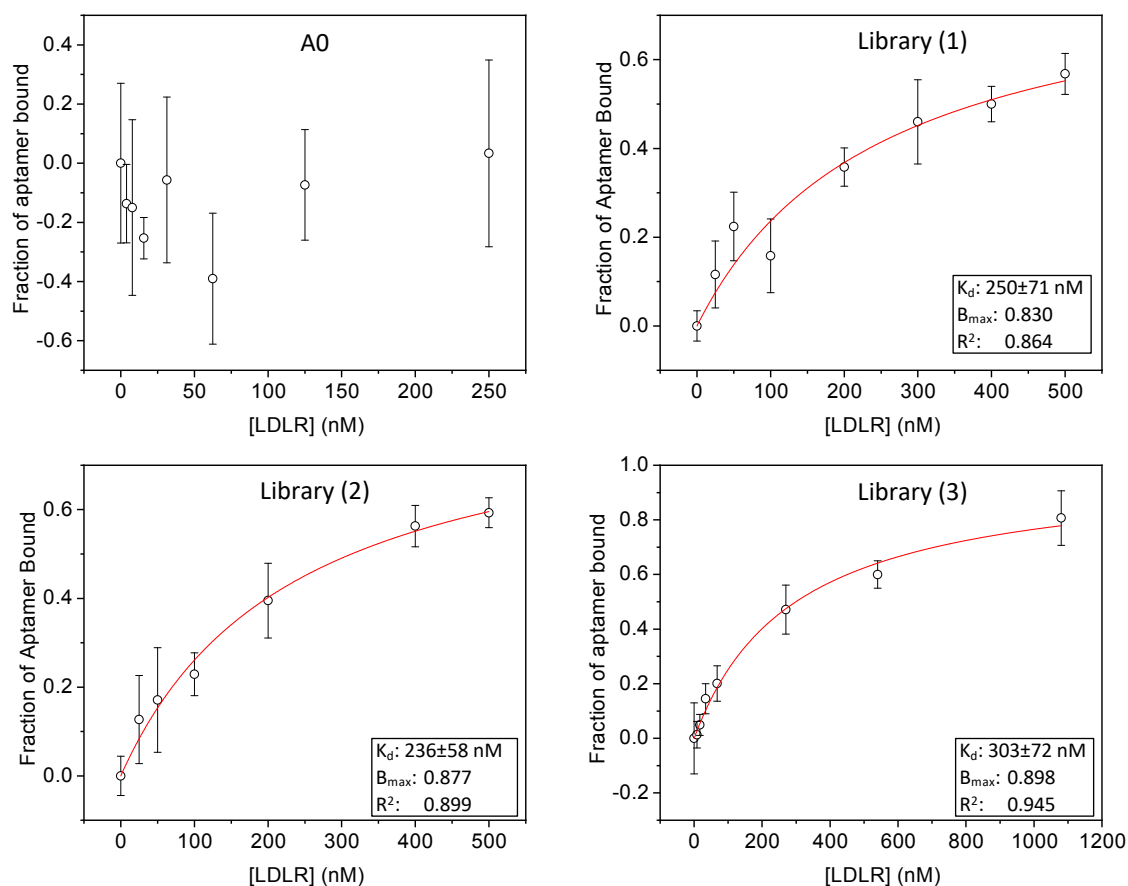 A0
Fraction of aptamer bound
0.4
0.2
0.0
-0.2
-0.4
-0.6
0 50 100 150 200 250
[LDLR] (nM)
Library (1)
Fraction of Aptamer Bound
0.6
0.4
0.2
0.0
0 100 200 300 400 500
[LDLR] (nM)
Kd: 250±71 nM
Bmax: 0.830
R²: 0.864
Library (2)
Fraction of Aptamer Bound
0.6
0.4
0.2
0.0
0 100 200 300 400 500
[LDLR] (nM)
Kd: 236±58 nM
Bmax: 0.877
R²: 0.899
Library (3)
Fraction of aptamer bound
1.0
0.8
0.6
0.4
0.2
0.0
-0.2
0 200 400 600 800 1000 1200
[LDLR] (nM)
Kd: 303±72 nM
Bmax: 0.898
R²: 0.945